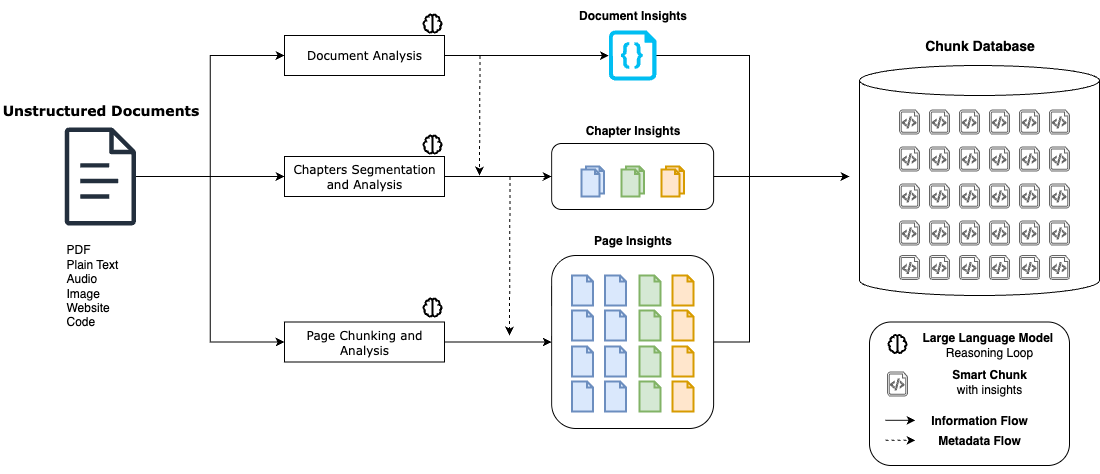 Document Insights
Document Analysis
{}
Chunk Database
Unstructured Documents
Chapter Insights
Chapters Segmentation
and Analysis
PDF
Plain Text
Audio
Image
Website
Code
Page Insights
Page Chunking and
Analysis
Large Language Model
Reasoning Loop
Smart Chunk
with insights
Information Flow
Metadata Flow